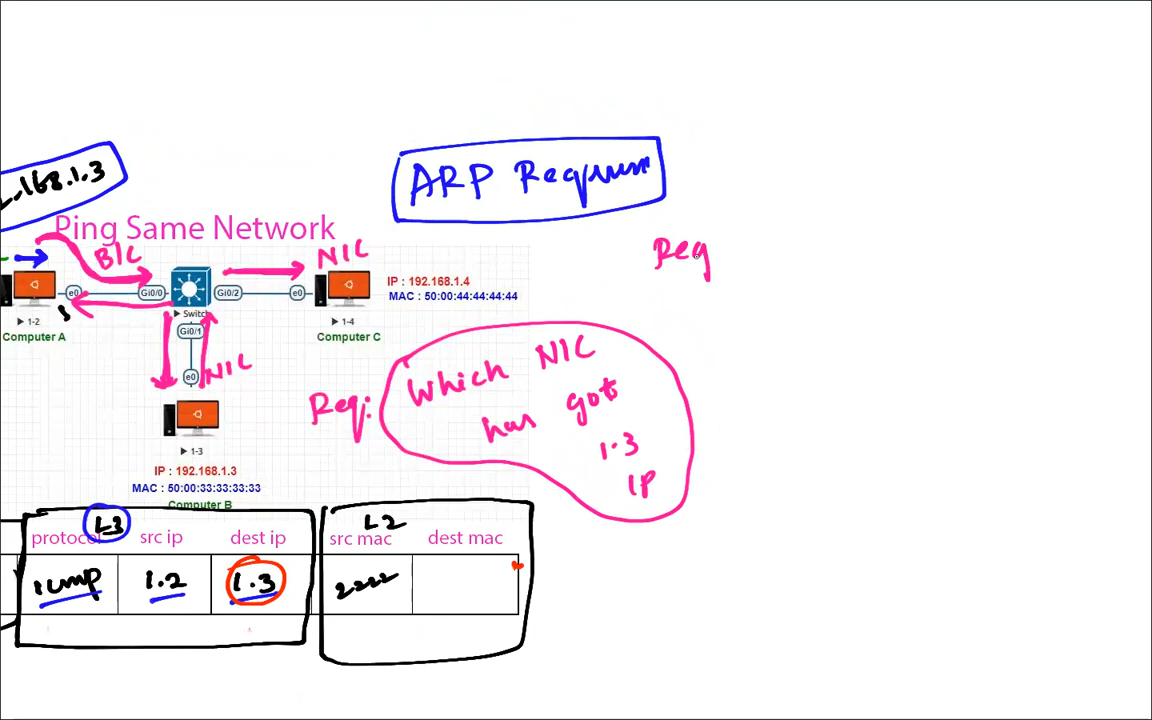 .168.1.3
ARP Request
Ping Same Network
B/C
NIC
Req
e0
Gi0/0
Gi0/2
e0
IP : 192.168.1.4
MAC : 50:00:44:44:44:44
1-2
Switch
1-4
Computer A
Gi0/1
Computer C
e0
NIC
Which NIC
has got
1.3
IP
Req:
1-3
IP : 192.168.1.3
MAC : 50:00:33:33:33:33
Computer B
L3
L2
protocol
src ip
dest ip
src mac
dest mac
icmp
1.2
1.3
2222